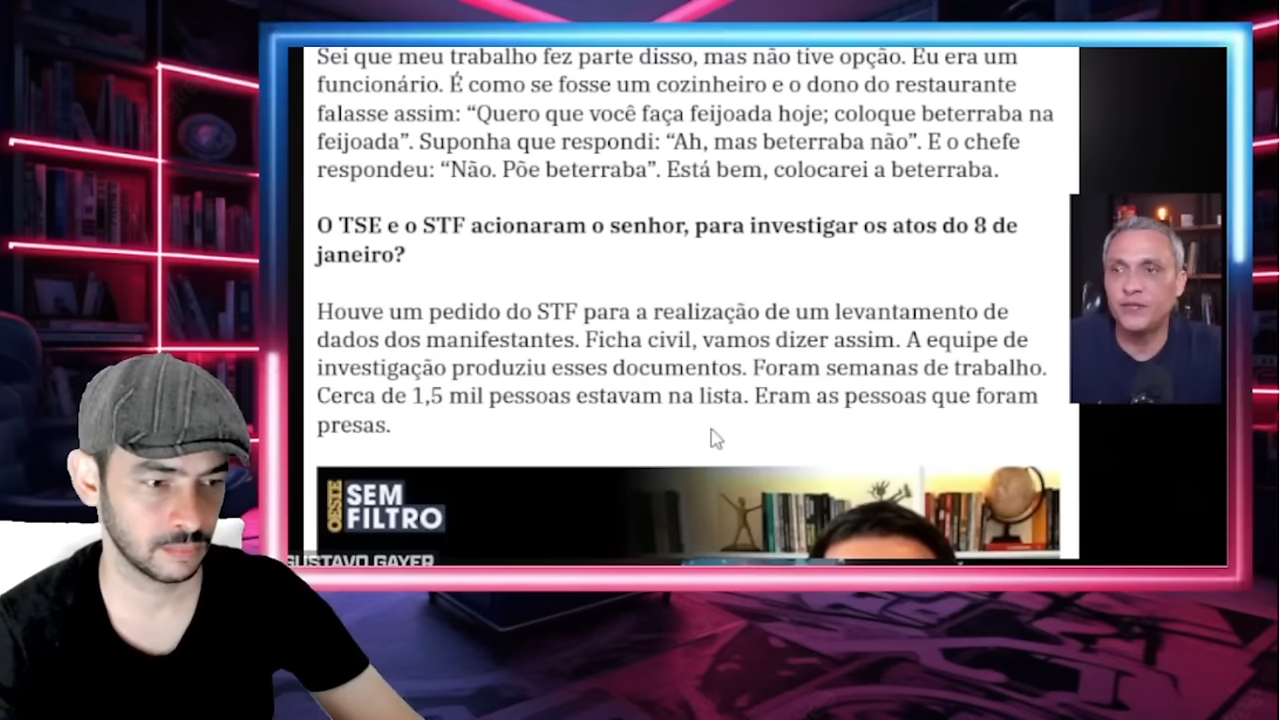 Sei que meu trabalho fez parte disso, mas não tive opção. Eu era um
funcionário. É como se fosse um cozinheiro e o dono do restaurante
falasse assim: “Quero que você faça feijoada hoje; coloque beterraba na
feijoada”. Suponha que respondi: “Ah, mas beterraba não”. E o chefe
respondeu: “Não. Põe beterraba”. Está bem, colocarei a beterraba.
O TSE e o STF acionaram o senhor, para investigar os atos do 8 de
janeiro?
Houve um pedido do STF para a realização de um levantamento de
dados dos manifestantes. Ficha civil, vamos dizer assim. A equipe de
investigação produziu esses documentos. Foram semanas de trabalho.
Cerca de 1,5 mil pessoas estavam na lista. Eram as pessoas que foram
presas.
OESTE
SEM
FILTRO
GUSTAVO GAYER